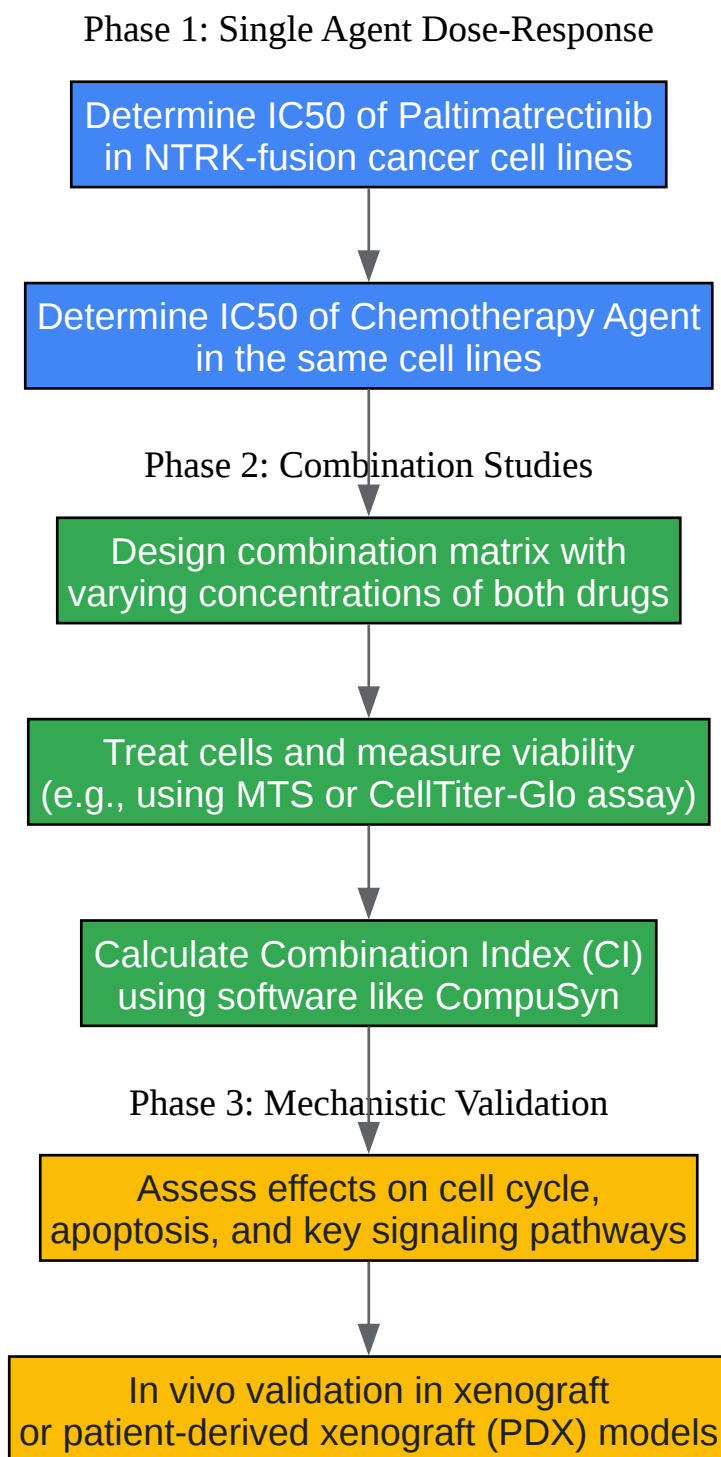 Phase 1: Single Agent Dose-Response
Determine IC50 of Paltimatrectinib
in NTRK-fusion cancer cell lines
Determine IC50 of Chemotherapy Agent
in the same cell lines
Phase 2: Combination Studies
Design combination matrix with
varying concentrations of both drugs
Treat cells and measure viability
(e.g., using MTS or CellTiter-Glo assay)
Calculate Combination Index (CI)
using software like CompuSyn
Phase 3: Mechanistic Validation
Assess effects on cell cycle,
apoptosis, and key signaling pathways
In vivo validation in xenograft
or patient-derived xenograft (PDX) models